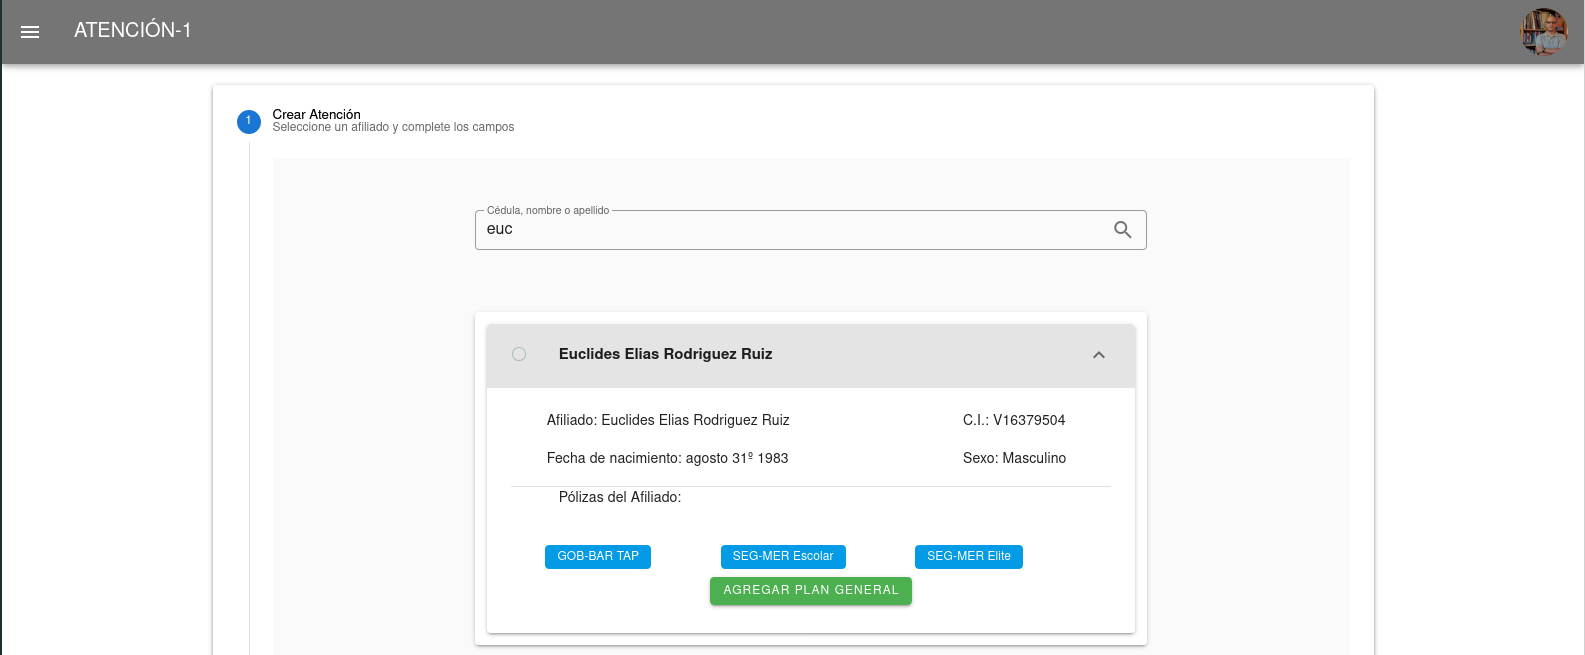 ATENCIÓN-1
1
Crear Atención
Seleccione un afiliado y complete los campos
Cédula, nombre o apellido
euc
Euclides Elias Rodriguez Ruiz
Afiliado: Euclides Elias Rodriguez Ruiz C.I.: V16379504
Fecha de nacimiento: agosto 31º 1983 Sexo: Masculino
Pólizas del Afiliado:
GOB-BAR TAP SEG-MER Escolar SEG-MER Elite
AGREGAR PLAN GENERAL